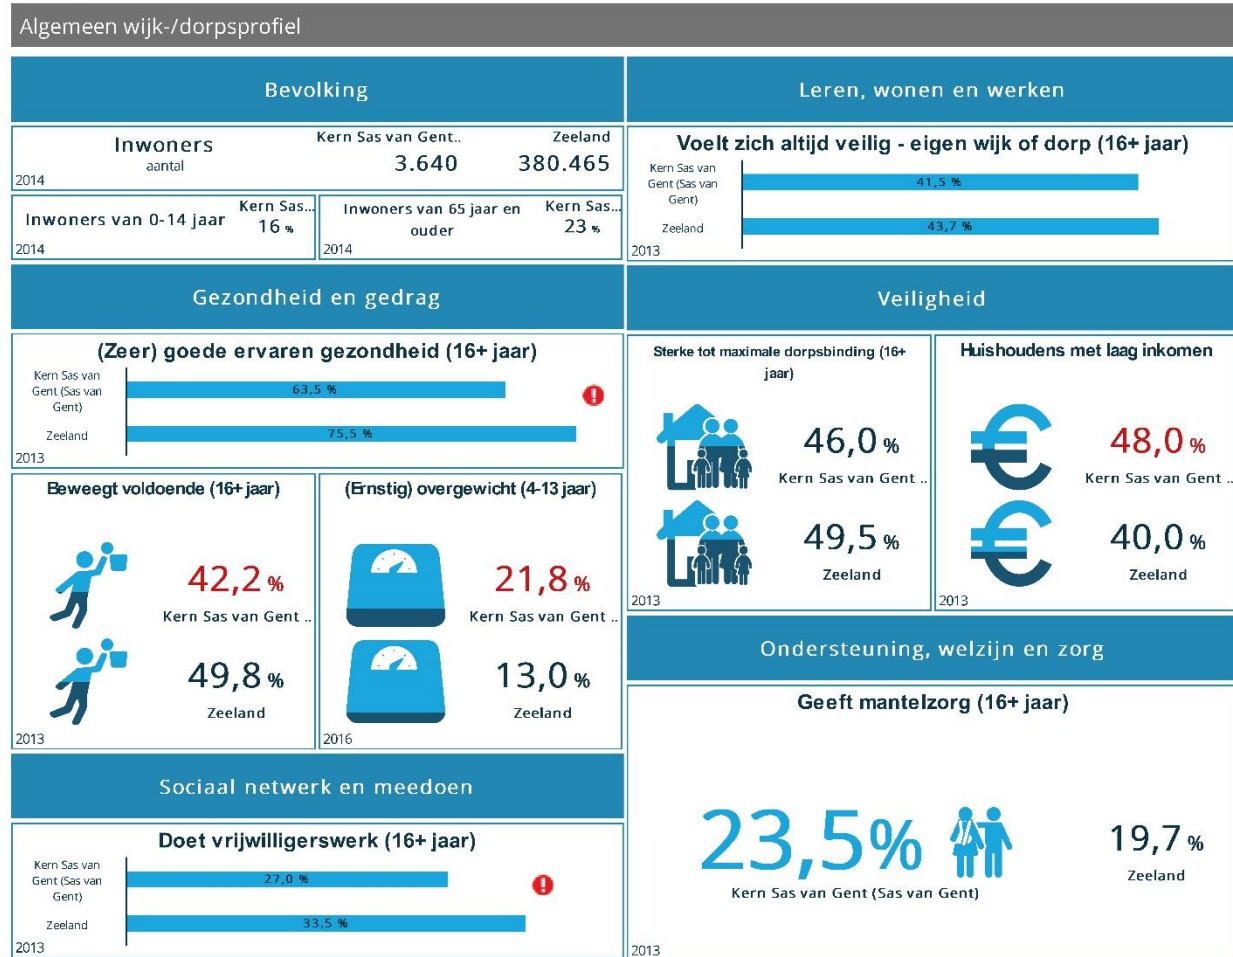 Algemeen wijk-/dorpsprofiel
Bevolking
Inwoners
aantal
Kern Sas van Gent..
3.640
Zeeland
380.465
2014
Inwoners van 0-14 jaar
Kern Sas...
16 %
2014
Inwoners van 65 jaar en
ouder
Kern Sas...
23 %
2014
Leren, wonen en werken
Voelt zich altijd veilig - eigen wijk of dorp (16+ jaar)
Kern Sas van
Gent (Sas van
Gent)
41,5 %
Zeeland
43,7 %
2013
Gezondheid en gedrag
(Zeer) goede ervaren gezondheid (16+ jaar)
Kern Sas van
Gent (Sas van
Gent)
63,5 %
Zeeland
75,5 %
2013
Beweegt voldoende (16+ jaar)
42,2 %
Kern Sas van Gent ..
49,8 %
Zeeland
2013
(Ernstig) overgewicht (4-13 jaar)
21,8 %
Kern Sas van Gent ..
13,0 %
Zeeland
2016
Veiligheid
Sterke tot maximale dorpsbinding (16+
jaar)
46,0 %
Kern Sas van Gent ..
49,5 %
Zeeland
2013
Huishoudens met laag inkomen
48,0 %
Kern Sas van Gent ..
40,0 %
Zeeland
2013
Sociaal netwerk en meedoen
Doet vrijwilligerswerk (16+ jaar)
Kern Sas van
Gent (Sas van
Gent)
27,0 %
Zeeland
33,5 %
2013
Ondersteuning, welzijn en zorg
Geeft mantelzorg (16+ jaar)
23,5%
Kern Sas van Gent (Sas van Gent)
19,7 %
Zeeland
2013